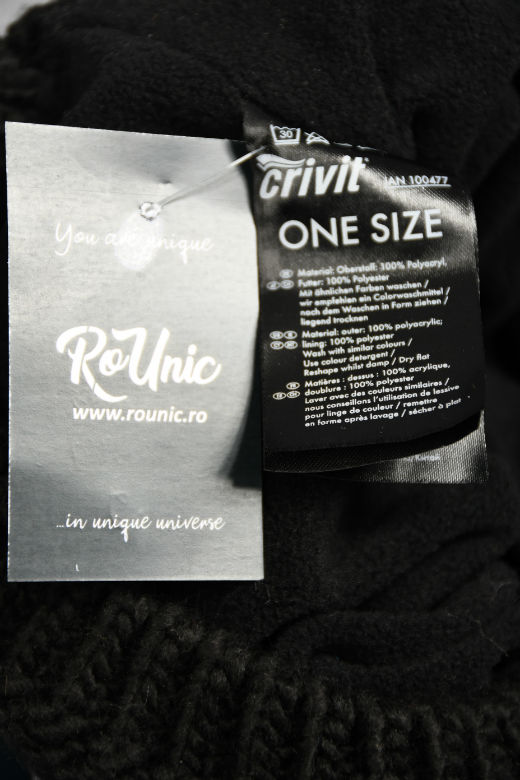 You are unique
RoUnic
www.rounic.ro
...in unique universe
30
crivit
IAN 100477
ONE SIZE
Material: Oberstoff: 100% Polyacryl,
Futter: 100% Polyester
Mit ähnlichen Farben waschen /
wir empfehlen ein Colorwaschmittel /
nach dem Waschen in Form ziehen /
liegend trocknen
Material: outer: 100% polyacrylic;
lining: 100% polyester
Wash with similar colours /
Use colour detergent /
Reshape whilst damp / Dry flat
Matières : dessus : 100% acrylique,
doublure : 100% polyester
Laver avec des couleurs similaires /
nous conseillons l'utilisation de lessive
pour linge de couleur / remettre
en forme après lavage / sécher à plat